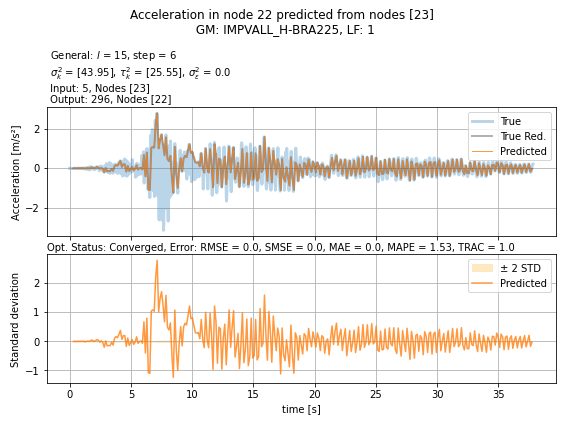 Acceleration in node 22 predicted from nodes [23]
GM: IMPVALL_H-BRA225, LF: 1
General: l = 15, step = 6
σ²ₖ = [43.95], τ²ₖ = [25.55], σ²ε = 0.0
Input: 5, Nodes [23]
Output: 296, Nodes [22]
Acceleration [m/s²]
2
0
−2
True
True Red.
Predicted
Opt. Status: Converged, Error: RMSE = 0.0, SMSE = 0.0, MAE = 0.0, MAPE = 1.53, TRAC = 1.0
Standard deviation
2
1
0
−1
± 2 STD
Predicted
0 5 10 15 20 25 30 35
time [s]